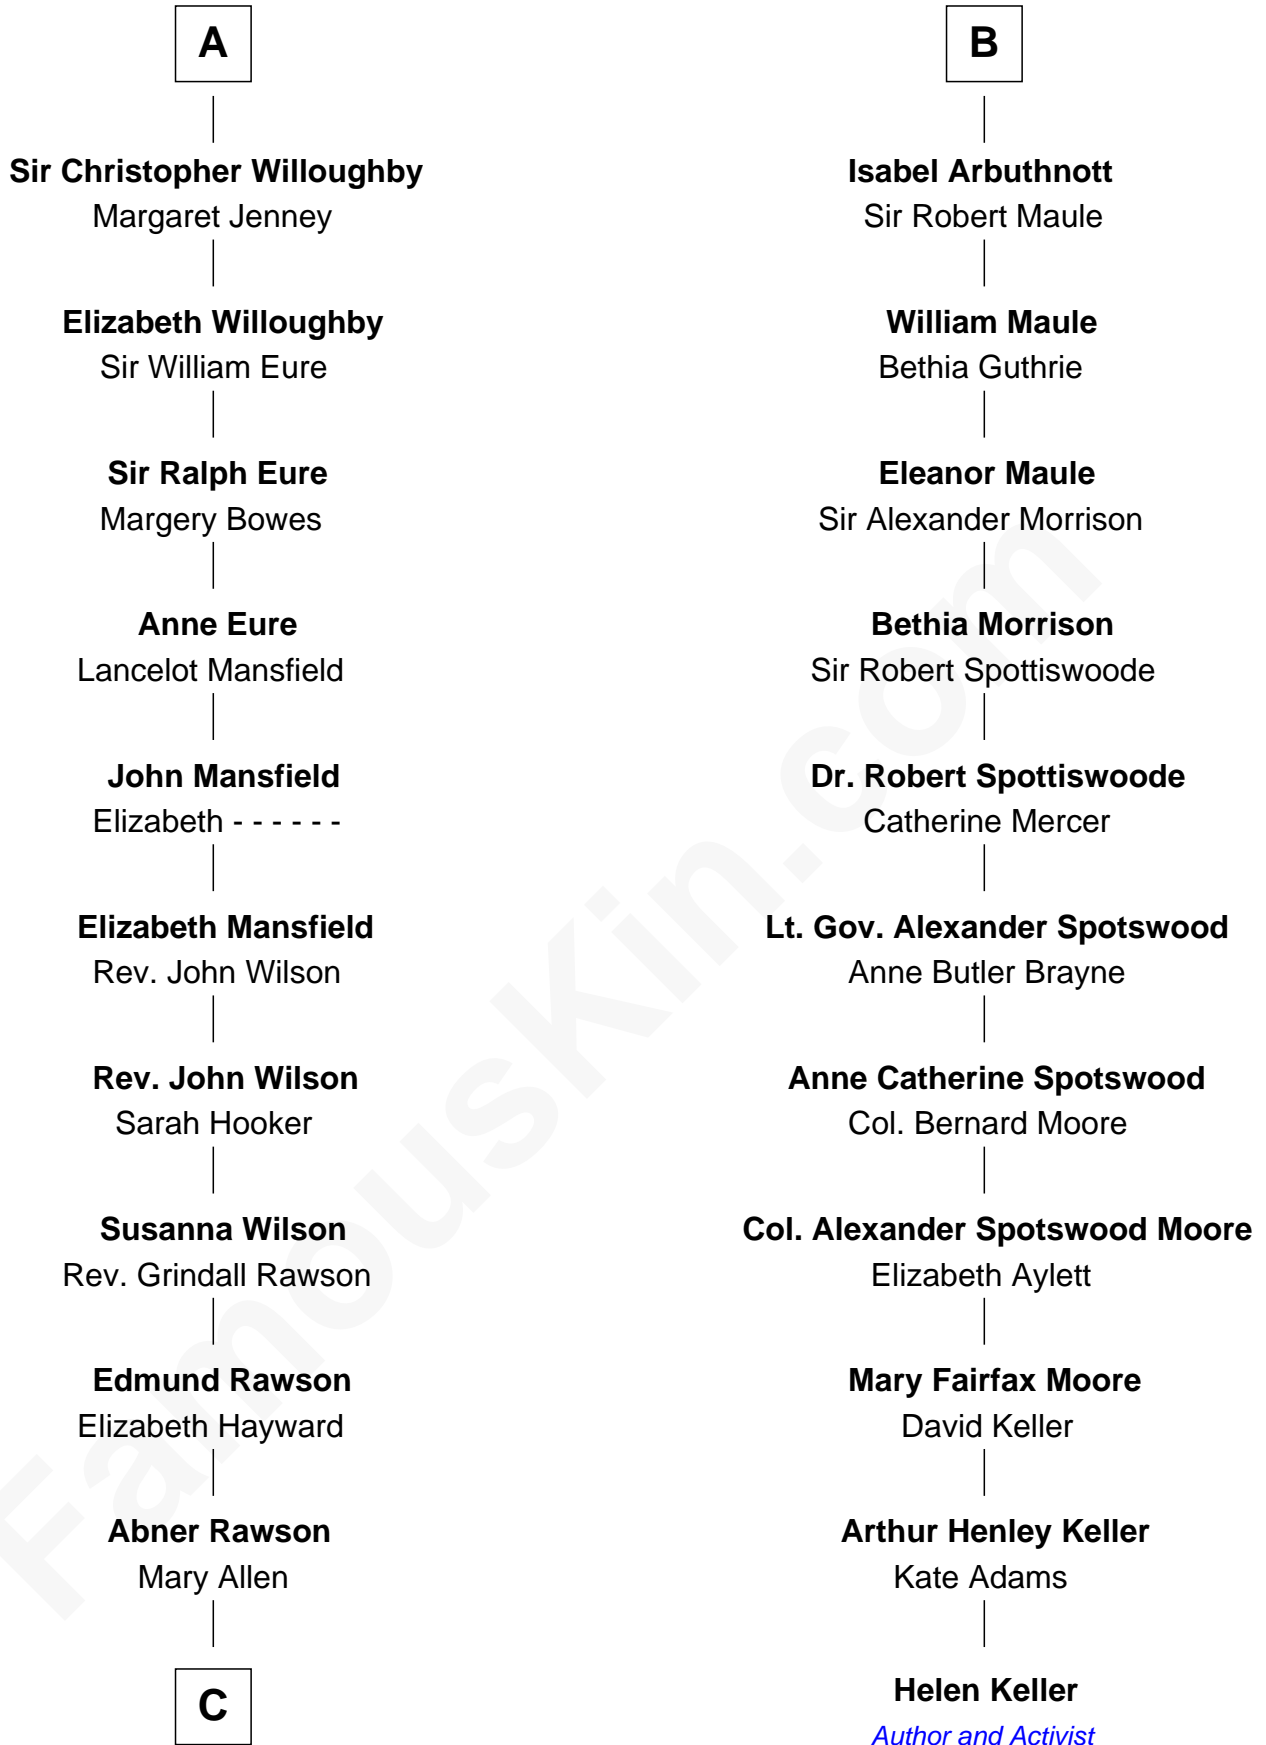 A
Sir Christopher Willoughby
Margaret Jenney
Elizabeth Willoughby
Sir William Eure
Sir Ralph Eure
Margery Bowes
Anne Eure
Lancelot Mansfield
John Mansfield
Elizabeth - - - - - -
Elizabeth Mansfield
Rev. John Wilson
Rev. John Wilson
Sarah Hooker
Susanna Wilson
Rev. Grindall Rawson
Edmund Rawson
Elizabeth Hayward
Abner Rawson
Mary Allen
C
B
Isabel Arbuthnott
Sir Robert Maule
William Maule
Bethia Guthrie
Eleanor Maule
Sir Alexander Morrison
Bethia Morrison
Sir Robert Spottiswoode
Dr. Robert Spottiswoode
Catherine Mercer
Lt. Gov. Alexander Spotswood
Anne Butler Brayne
Anne Catherine Spotswood
Col. Bernard Moore
Col. Alexander Spotswood Moore
Elizabeth Aylett
Mary Fairfax Moore
David Keller
Arthur Henley Keller
Kate Adams
Helen Keller
Author and Activist
FamousKin.com